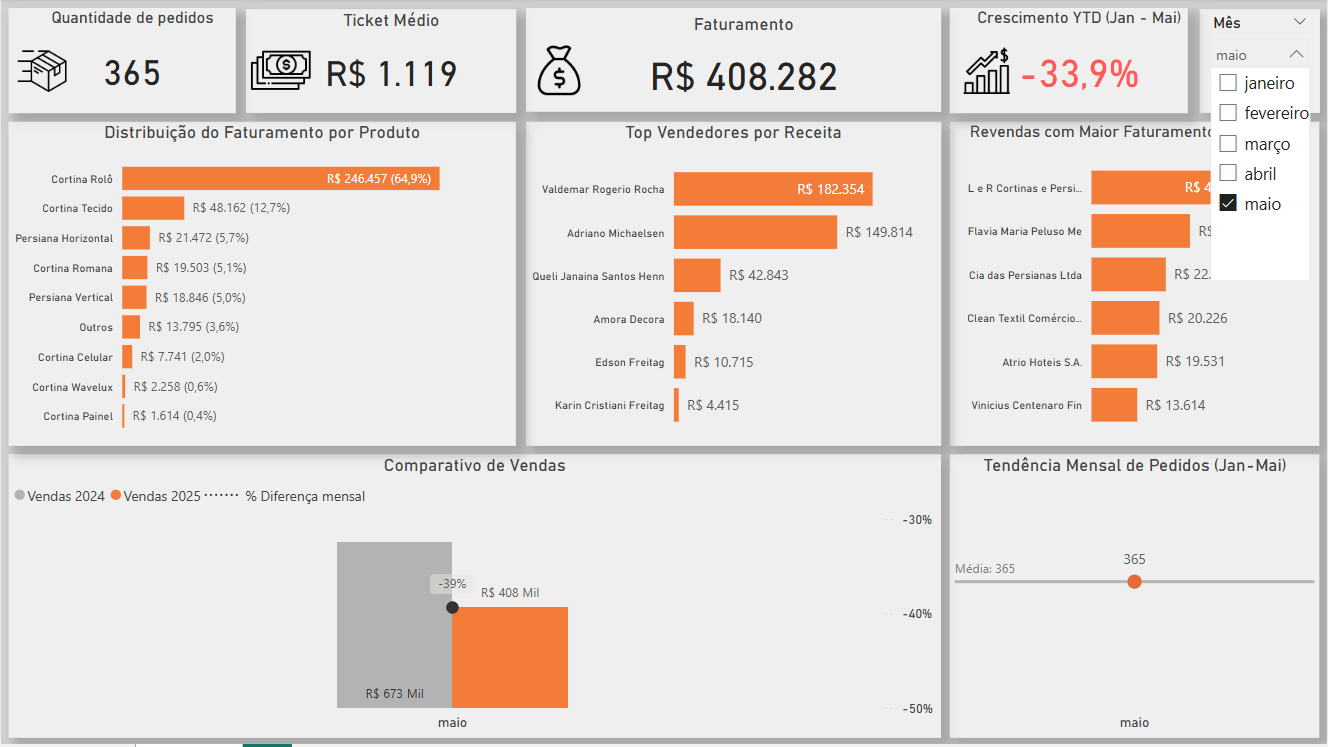 Quantidade de pedidos
365
Ticket Médio
R$ 1.119
Faturamento
R$ 408.282
Crescimento YTD (Jan - Mai)
-33,9%
Mês
maio
janeiro
fevereiro
março
abril
maio
Distribuição do Faturamento por Produto
Cortina Rolô R$ 246.457 (64,9%)
Cortina Tecido R$ 48.162 (12,7%)
Persiana Horizontal R$ 21.472 (5,7%)
Cortina Romana R$ 19.503 (5,1%)
Persiana Vertical R$ 18.846 (5,0%)
Outros R$ 13.795 (3,6%)
Cortina Celular R$ 7.741 (2,0%)
Cortina Wavelux R$ 2.258 (0,6%)
Cortina Painel R$ 1.614 (0,4%)
Top Vendedores por Receita
Valdemar Rogerio Rocha R$ 182.354
Adriano Michaelsen R$ 149.814
Queli Janaina Santos Henn R$ 42.843
Amora Decora R$ 18.140
Edson Freitag R$ 10.715
Karin Cristiani Freitag R$ 4.415
Revendas com Maior Faturamento
L e R Cortinas e Persi... R$ 4
Flavia Maria Peluso Me R$
Cia das Persianas Ltda R$ 22.
Clean Textil Comércio... R$ 20.226
Atrio Hoteis S.A. R$ 19.531
Vinicius Centenaro Fin R$ 13.614
Comparativo de Vendas
Vendas 2024 Vendas 2025 % Diferença mensal
-30%
-39%
R$ 408 Mil
-40%
R$ 673 Mil
-50%
maio
Tendência Mensal de Pedidos (Jan-Mai)
365
Média: 365
maio